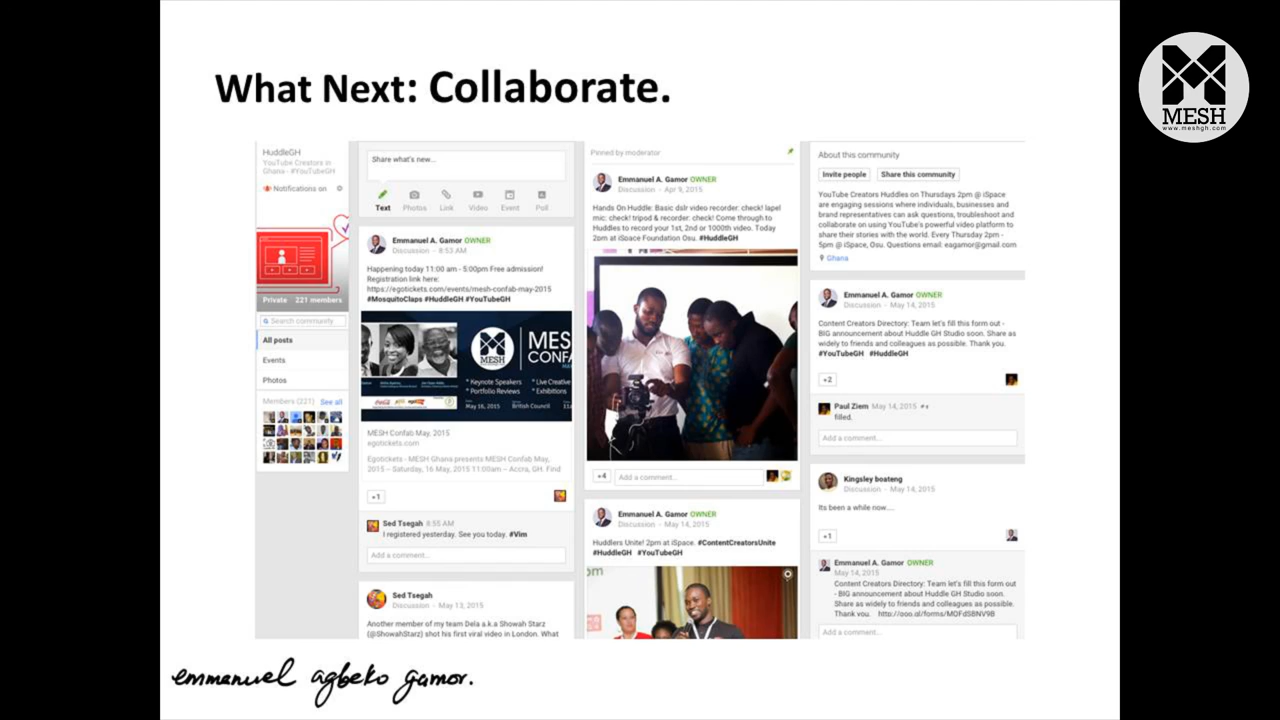 What Next: Collaborate.
MESH
www.meshgh.com
HuddleGH
YouTube Creators in
Ghana - #YouTubeGH
Notifications on
Private 221 members
Search community
All posts
Events
Photos
Members (221) See all
Share what's new...
Text Photos Link Video Event Poll
Emmanuel A. Gamor OWNER
Discussion - 8:53 AM
Happening today 11:00 am - 5:00pm Free admission!
Registration link here:
https://egotickets.com/events/mesh-confab-may-2015
#MosquitoClaps #HuddleGH #YouTubeGH
MESH
MES
CONFA
* Keynote Speakers * Live Creative
* Portfolio Reviews * Exhibitions
May 16, 2015 British Council 11a
MESH Confab May, 2015
egotickets.com
Egotickets - MESH Ghana presents MESH Confab May,
2015 – Saturday, 16 May, 2015 11:00am – Accra, GH. Find
+1
Sed Tsegah 8:55 AM
I registered yesterday. See you today. #Vim
Add a comment...
Sed Tsegah
Discussion - May 13, 2015
Another member of my team Dela a.k.a Showah Starz
(@ShowahStarz) shot his first viral video in London. What
Pinned by moderator
Emmanuel A. Gamor OWNER
Discussion - Apr 9, 2015
Hands On Huddle: Basic dslr video recorder: check! lapel
mic: check! tripod & recorder: check! Come through to
Huddles to record your 1st, 2nd or 1000th video. Today
2pm at iSpace Foundation Osu. #HuddleGH
+4 Add a comment...
Emmanuel A. Gamor OWNER
Discussion - May 14, 2015
Huddlers Unite! 2pm at iSpace. #ContentCreatorsUnite
#HuddleGH #YouTubeGH
om
About this community
Invite people Share this community
YouTube Creators Huddles on Thursdays 2pm @ iSpace
are engaging sessions where individuals, businesses and
brand representatives can ask questions, troubleshoot and
collaborate on using YouTube's powerful video platform to
share their stories with the world. Every Thursday 2pm -
5pm @ iSpace, Osu. Questions email: eagamor@gmail.com
Ghana
Emmanuel A. Gamor OWNER
Discussion - May 14, 2015
Content Creators Directory: Team let's fill this form out -
BIG announcement about Huddle GH Studio soon. Share as
widely to friends and colleagues as possible. Thank you.
#YouTubeGH #HuddleGH
+2
Paul Ziem May 14, 2015
filled.
Add a comment...
Kingsley boateng
Discussion - May 14, 2015
Its been a while now....
+1
Emmanuel A. Gamor OWNER
May 14, 2015
Content Creators Directory: Team let's fill this form out
- BIG announcement about Huddle GH Studio soon.
Share as widely to friends and colleagues as possible.
Thank you.
Add a comment...
emmanuel agbeko gamor.